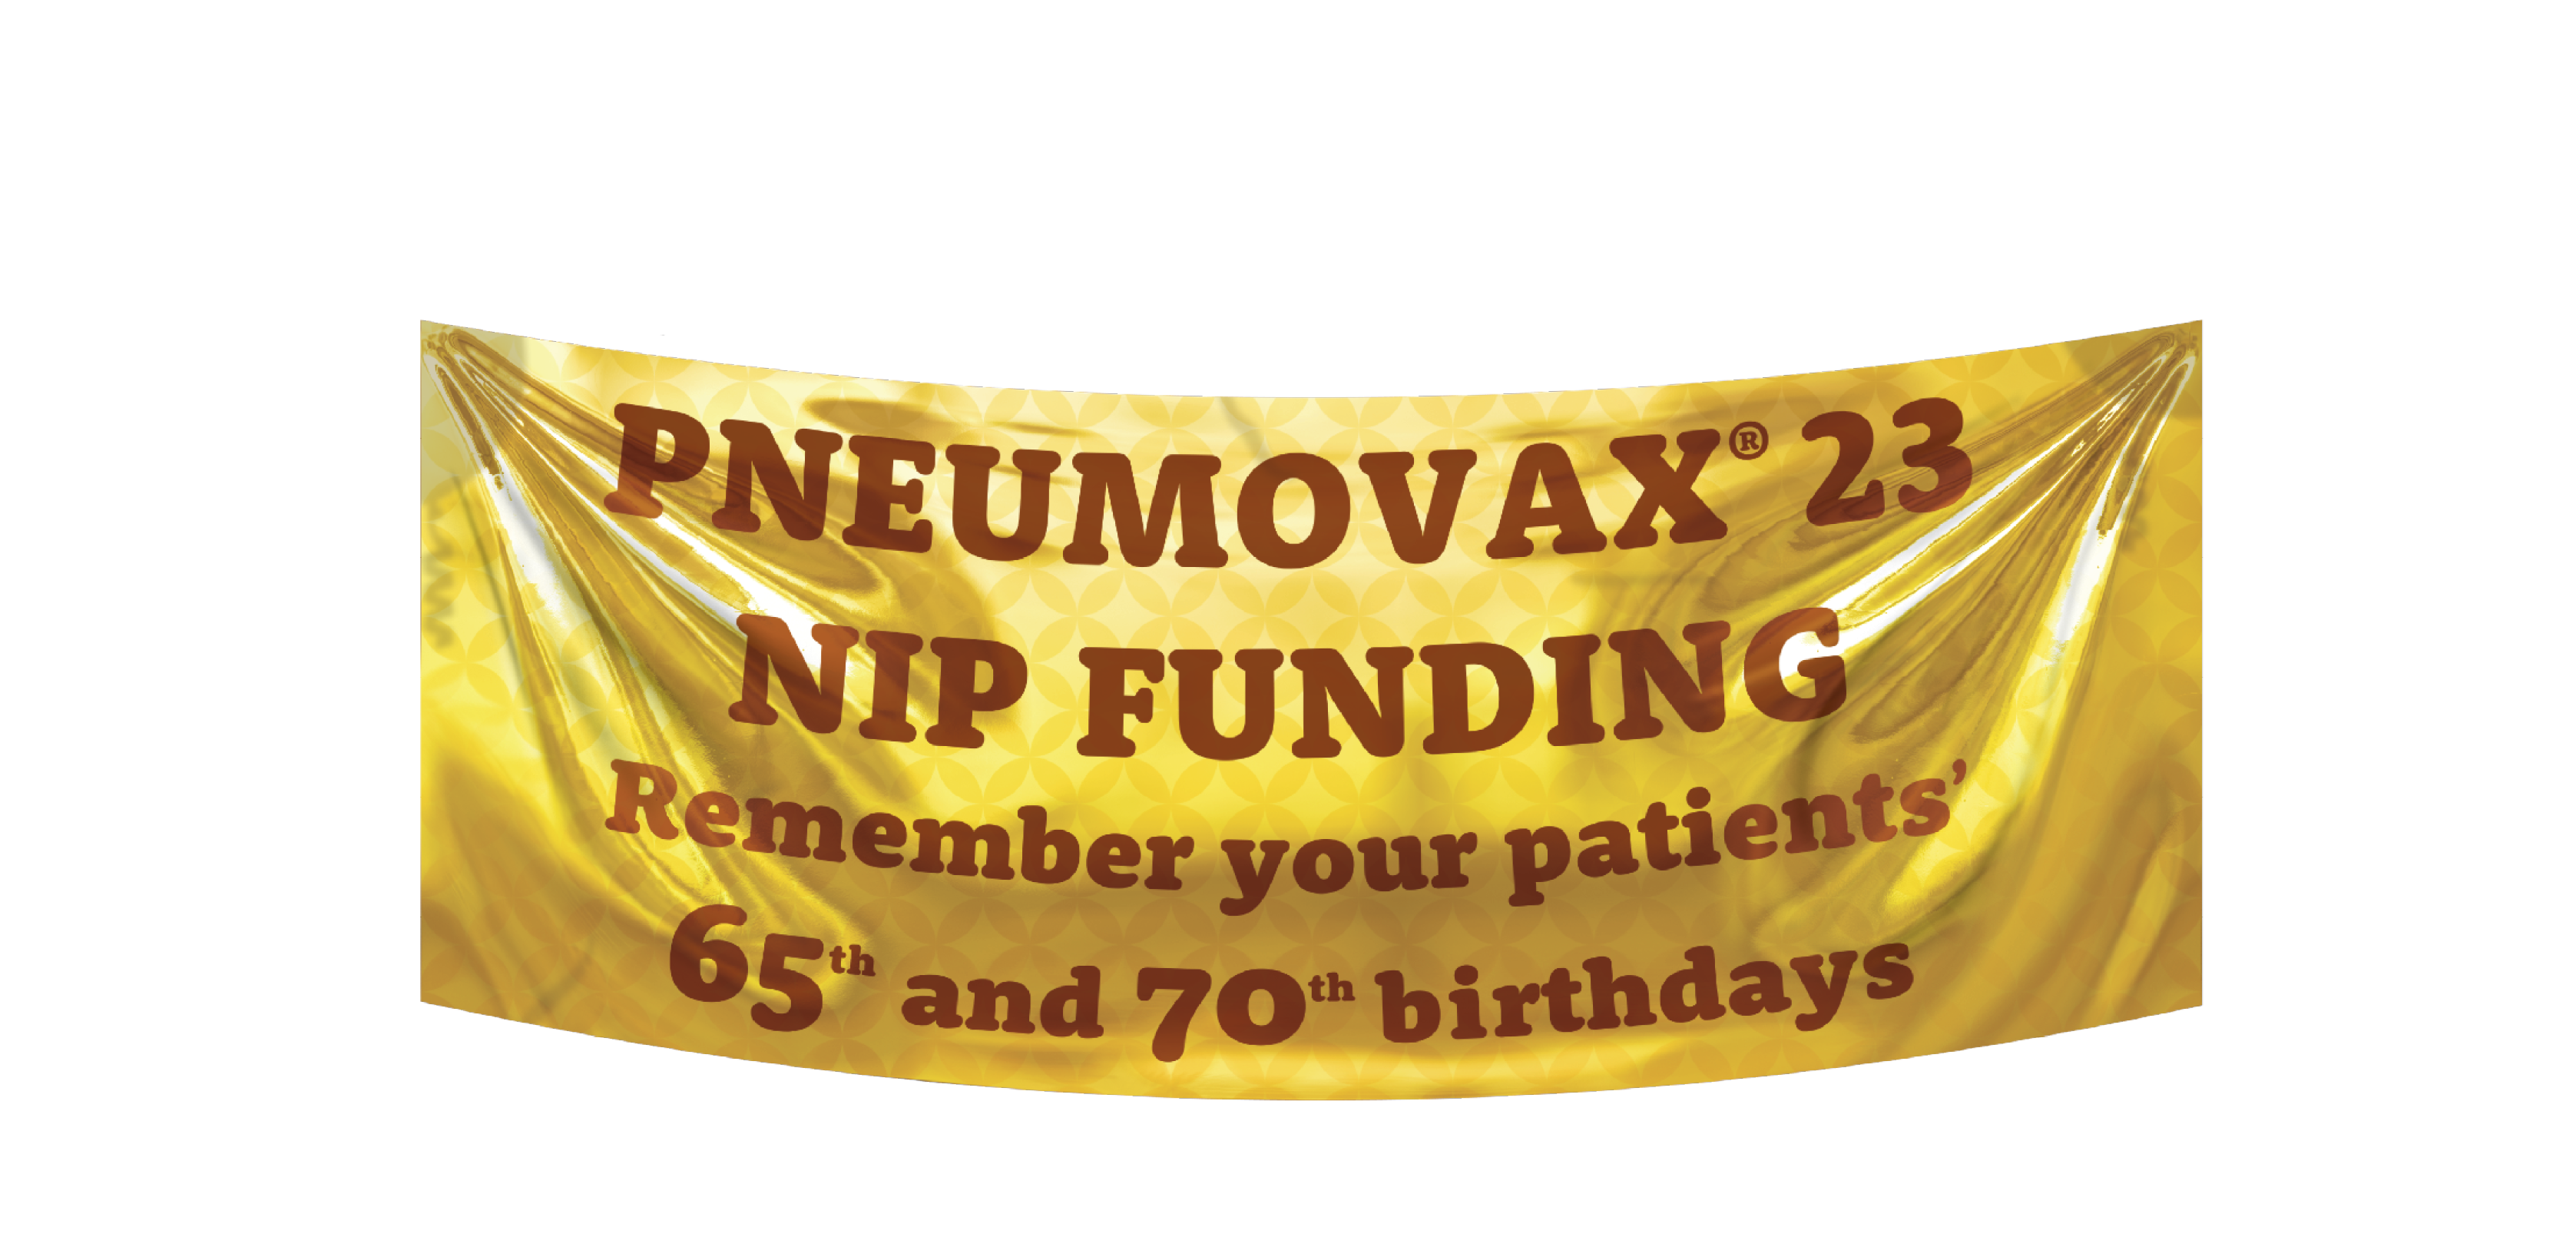 PNEUMOVAX® 23
NIP FUNDING
Remember your patients’
65th and 70th birthdays